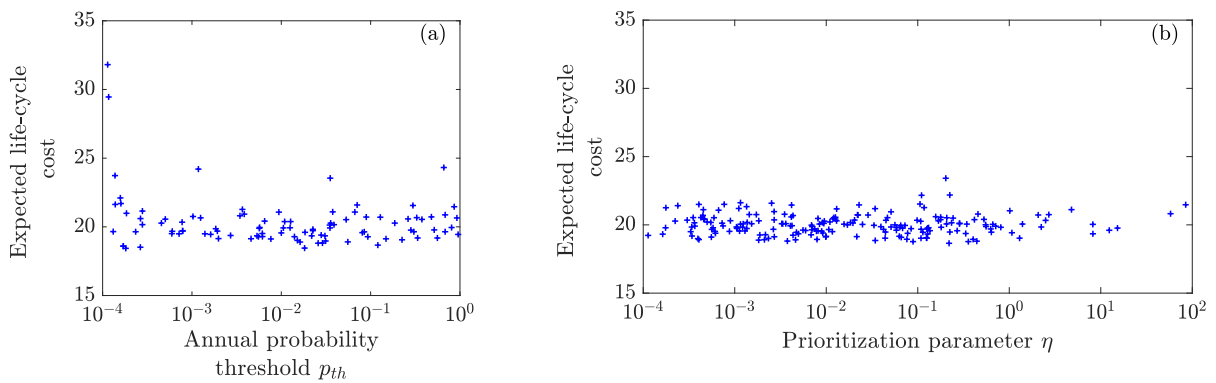 (a)
Expected life-cycle
cost
35
30
25
20
15
10^{-4} 10^{-3} 10^{-2} 10^{-1} 10^{0}
Annual probability
threshold p_{th}
(b)
Expected life-cycle
cost
35
30
25
20
15
10^{-4} 10^{-3} 10^{-2} 10^{-1} 10^{0} 10^{1} 10^{2}
Prioritization parameter η